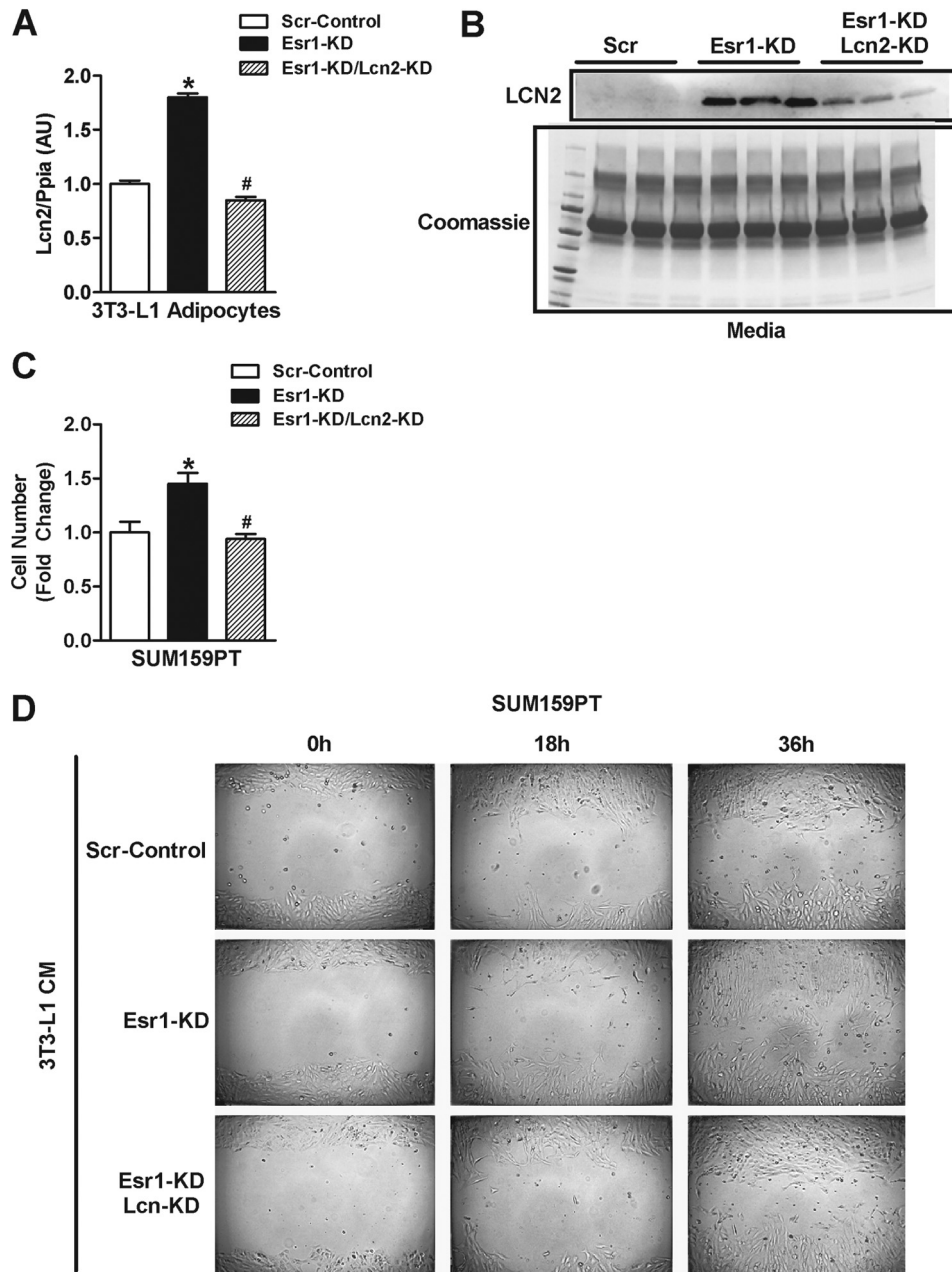 A
Scr-Control
Esr1-KD
Esr1-KD/Lcn2-KD
Lcn2/Ppia (AU)
2.0
1.5
1.0
0.5
0.0
*
#
3T3-L1 Adipocytes
B
Scr
Esr1-KD
Esr1-KD
Lcn2-KD
LCN2
Coomassie
Media
C
Scr-Control
Esr1-KD
Esr1-KD/Lcn2-KD
Cell Number
(Fold Change)
2.0
1.5
1.0
0.5
0.0
*
#
SUM159PT
D
SUM159PT
0h 18h 36h
3T3-L1 CM
Scr-Control
Esr1-KD
Esr1-KD
Lcn-KD